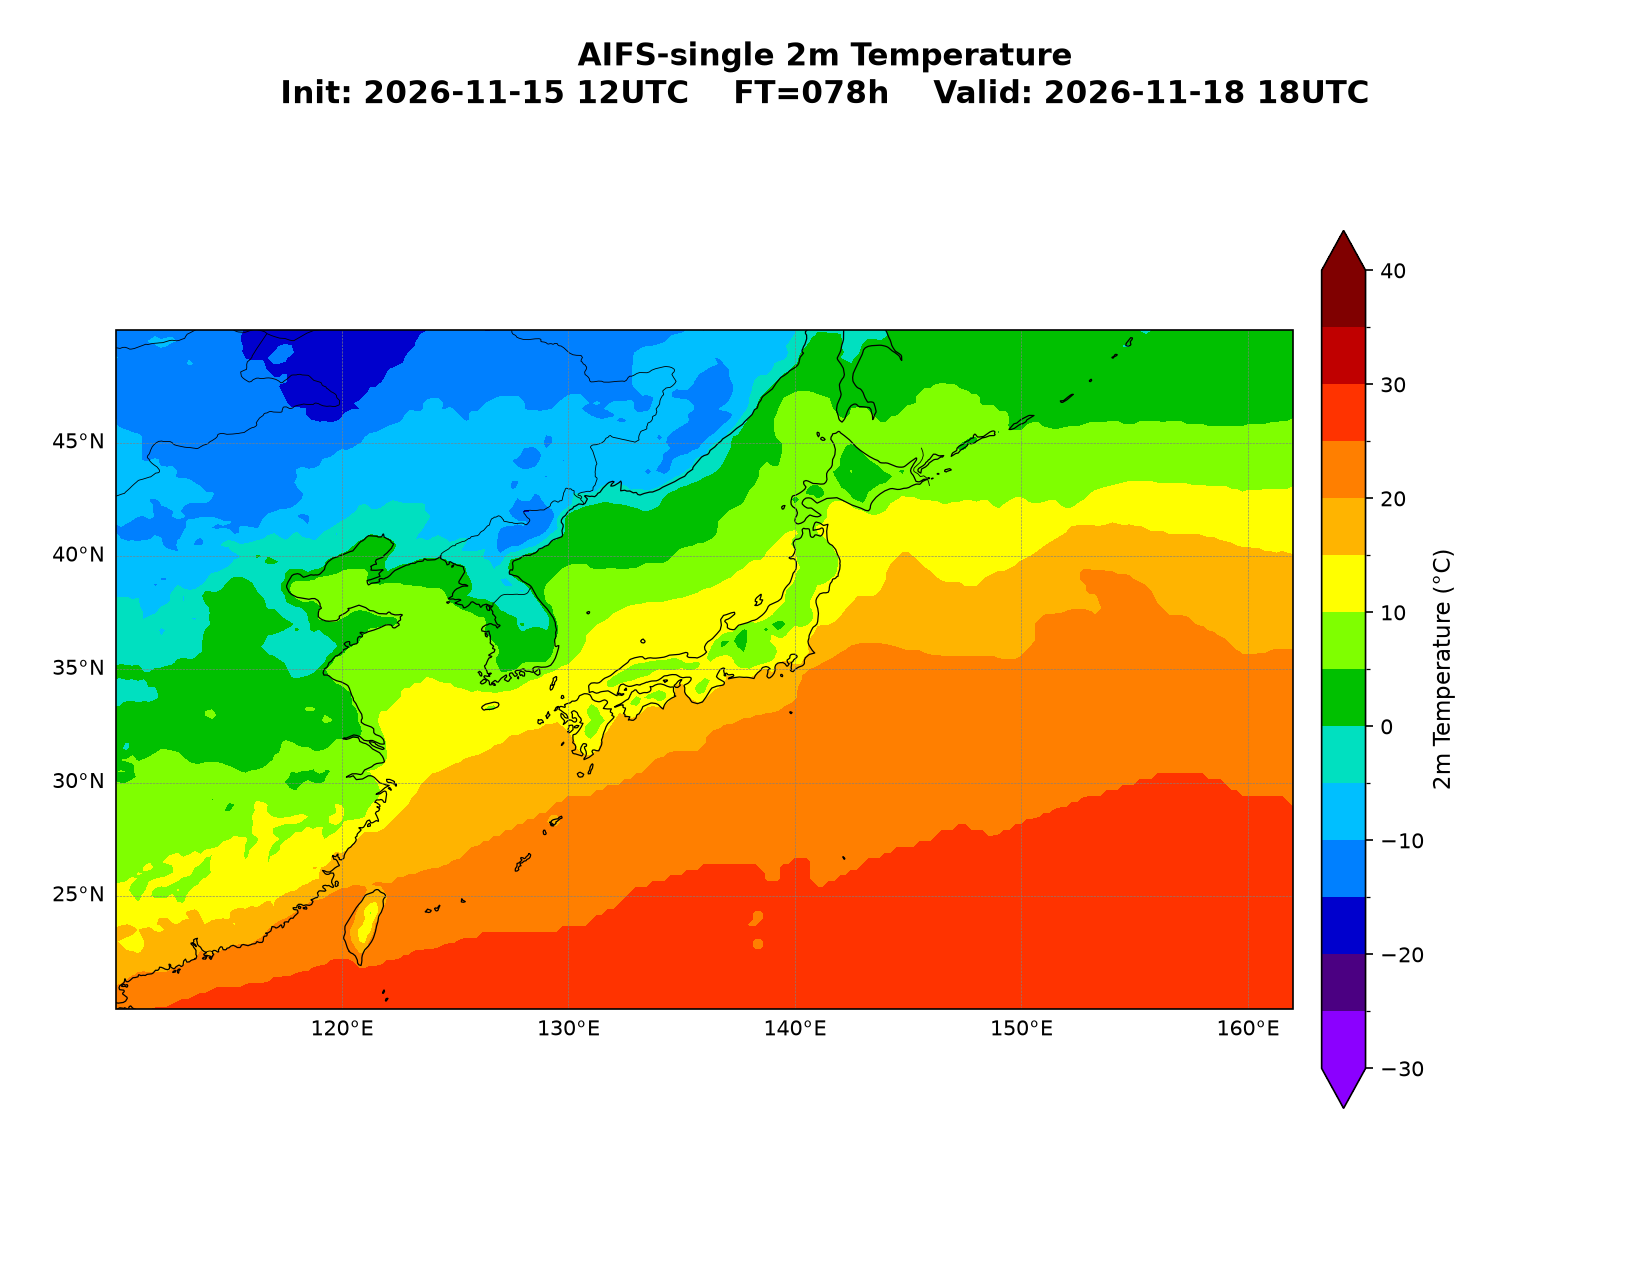 AIFS-single 2m Temperature
Init: 2026-11-15 12UTC    FT=078h    Valid: 2026-11-18 18UTC
45°N
40°N
35°N
30°N
25°N
120°E
130°E
140°E
150°E
160°E
40
30
20
10
0
−10
−20
−30
2m Temperature (°C)